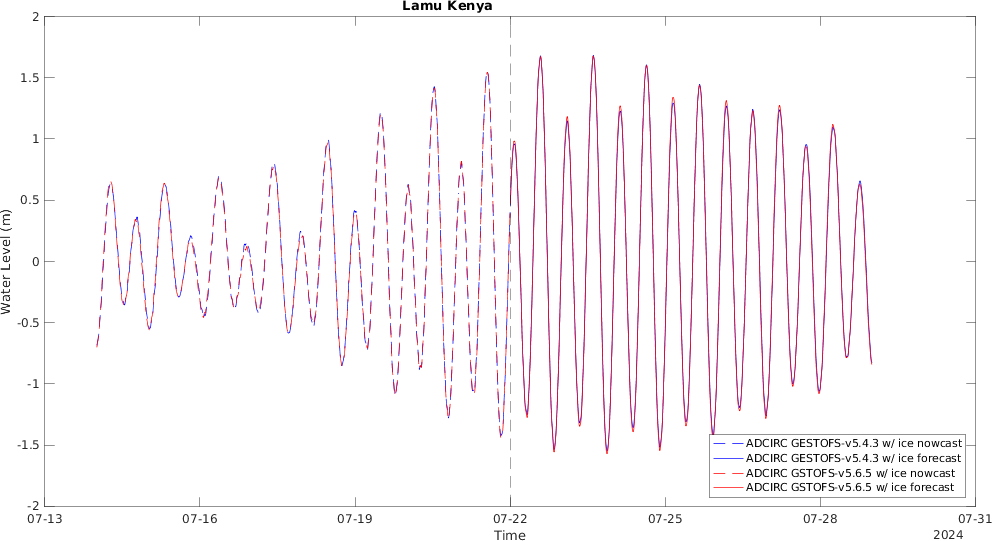 Lamu Kenya
2
1.5
1
0.5
0
-0.5
-1
-1.5
-2
Water Level (m)
ADCIRC GESTOFS-v5.4.3 w/ ice nowcast
ADCIRC GESTOFS-v5.4.3 w/ ice forecast
ADCIRC GSTOFS-v5.6.5 w/ ice nowcast
ADCIRC GSTOFS-v5.6.5 w/ ice forecast
07-13 07-16 07-19 07-22 07-25 07-28 07-31
Time
2024